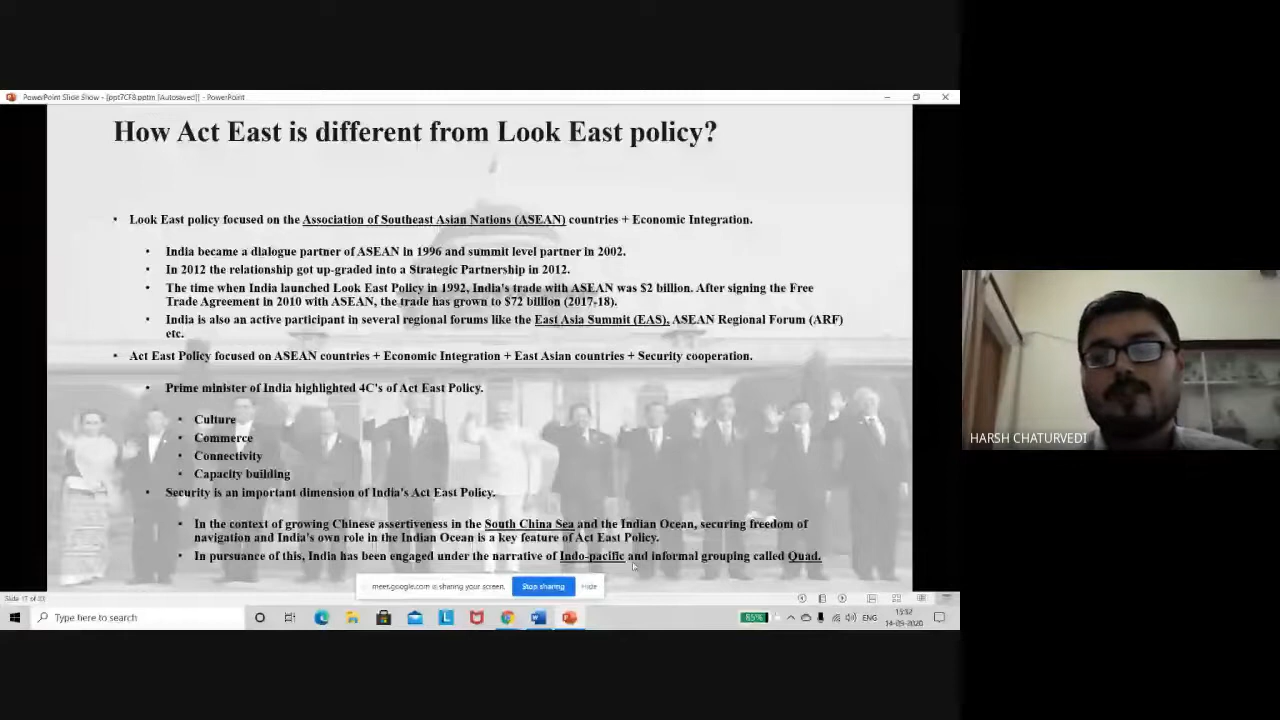 PowerPoint Slide Show - [ppt7CF8.pptm [Autosaved]] - PowerPoint
How Act East is different from Look East policy?
• Look East policy focused on the Association of Southeast Asian Nations (ASEAN) countries + Economic Integration.
• India became a dialogue partner of ASEAN in 1996 and summit level partner in 2002.
• In 2012 the relationship got up-graded into a Strategic Partnership in 2012.
• The time when India launched Look East Policy in 1992, India's trade with ASEAN was $2 billion. After signing the Free
Trade Agreement in 2010 with ASEAN, the trade has grown to $72 billion (2017-18).
• India is also an active participant in several regional forums like the East Asia Summit (EAS), ASEAN Regional Forum (ARF)
etc.
• Act East Policy focused on ASEAN countries + Economic Integration + East Asian countries + Security cooperation.
• Prime minister of India highlighted 4C's of Act East Policy.
• Culture
• Commerce
• Connectivity
• Capacity building
• Security is an important dimension of India's Act East Policy.
• In the context of growing Chinese assertiveness in the South China Sea and the Indian Ocean, securing freedom of
navigation and India's own role in the Indian Ocean is a key feature of Act East Policy.
• In pursuance of this, India has been engaged under the narrative of Indo-pacific and informal grouping called Quad.
HARSH CHATURVEDI
meet.google.com is sharing your screen. Stop sharing Hide
Type here to search
85%
ENG